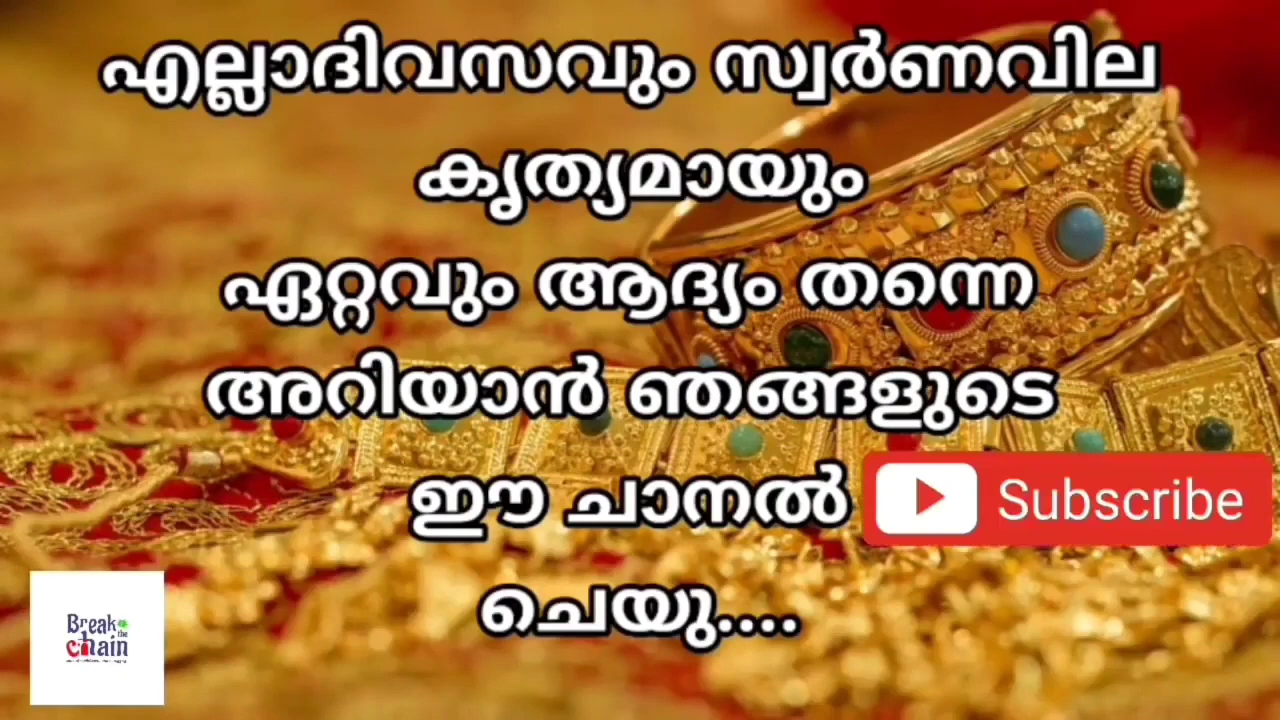 എല്ലാദിവസവും സ്വർണവില
കൃത്യമായും
ഏറ്റവും ആദ്യം തന്നെ
അറിയാൻ ഞങ്ങളുടെ
ഈ ചാനൽ Subscribe
ചെയു....
Break
the
chain